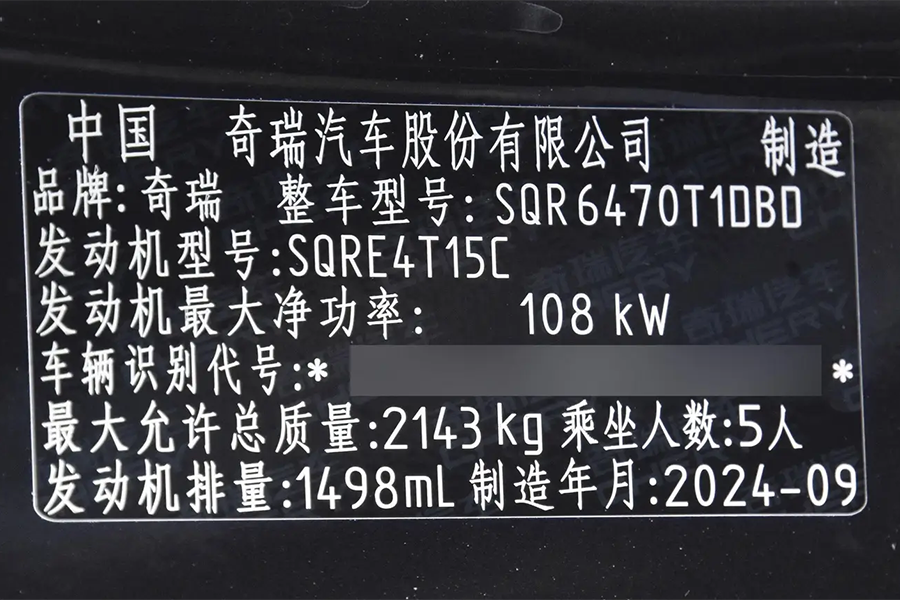 中国 奇瑞汽车股份有限公司 制造
品牌:奇瑞 整车型号:SQR6470T1DBD
发动机型号:SQRE4T15C
发动机最大净功率: 108 kW
车辆识别代号:* *
最大允许总质量:2143kg 乘坐人数:5人
发动机排量:1498mL 制造年月:2024-09